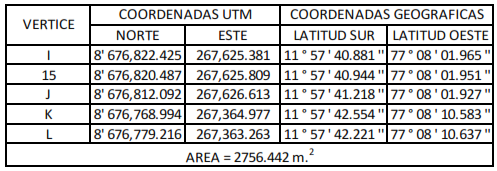 VERTICE COORDENADAS UTM COORDENADAS GEOGRAFICAS
NORTE ESTE LATITUD SUR LATITUD OESTE
I 8' 676,822.425 267,625.381 11 ° 57 ' 40.881 " 77 ° 08 ' 01.965 "
15 8' 676,820.487 267,625.809 11 ° 57 ' 40.944 " 77 ° 08 ' 01.951 "
J 8' 676,812.092 267,626.613 11 ° 57 ' 41.218 " 77 ° 08 ' 01.927 "
K 8' 676,768.994 267,364.977 11 ° 57 ' 42.554 " 77 ° 08 ' 10.583 "
L 8' 676,779.216 267,363.263 11 ° 57 ' 42.221 " 77 ° 08 ' 10.637 "
AREA = 2756.442 m.²